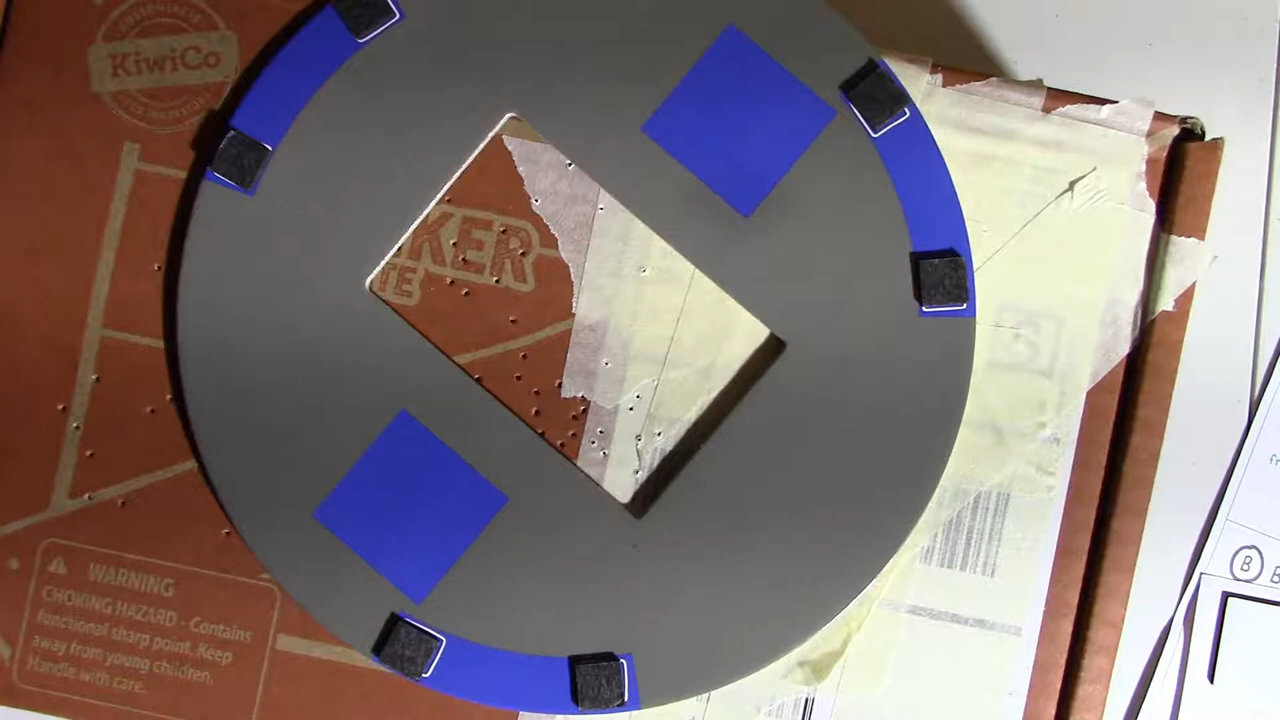 KiwiCo
KER
TE
WARNING
CHOKING HAZARD - Contains
functional sharp point. Keep
away from young children.
Handle with care.
B